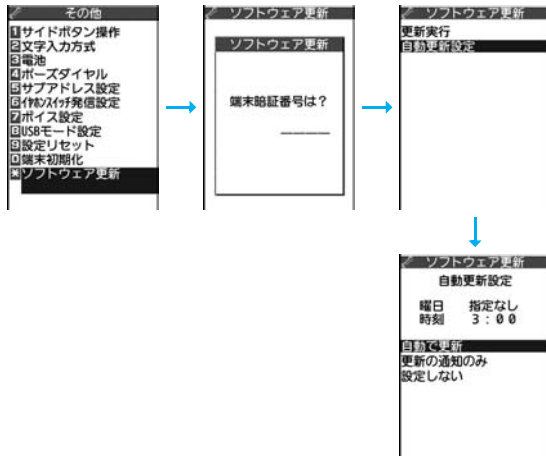 その他
1サイドボタン操作
2文字入力方式
3電池
4ポーズダイヤル
5サブアドレス設定
6ｲﾔﾎﾝｽｲｯﾁ発信設定
7ボイス設定
8USBモード設定
9設定リセット
0端末初期化
*ソフトウェア更新
ソフトウェア更新
ソフトウェア更新
端末暗証番号は？
____
ソフトウェア更新
更新実行
自動更新設定
ソフトウェア更新
自動更新設定
曜日 指定なし
時刻 3:00
自動で更新
更新の通知のみ
設定しない